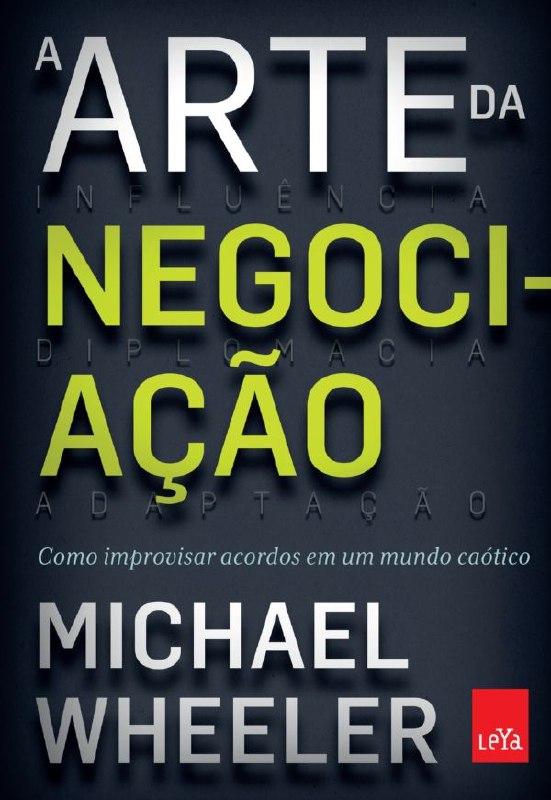 A ARTE DA
INFLUÊNCIA
NEGOCI-
DIPLOMACIA
AÇÃO
ADAPTAÇÃO
Como improvisar acordos em um mundo caótico
MICHAEL
WHEELER
LeYa